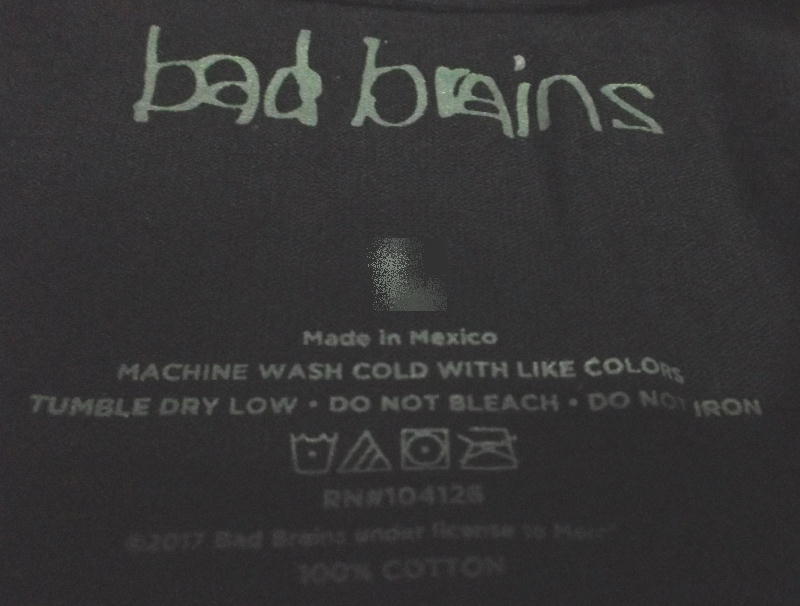 bad brains
L
Made in Mexico
MACHINE WASH COLD WITH LIKE COLORS
TUMBLE DRY LOW • DO NOT BLEACH • DO NOT IRON
RN#104126
©2017 Bad Brains under license to
100% COTTON